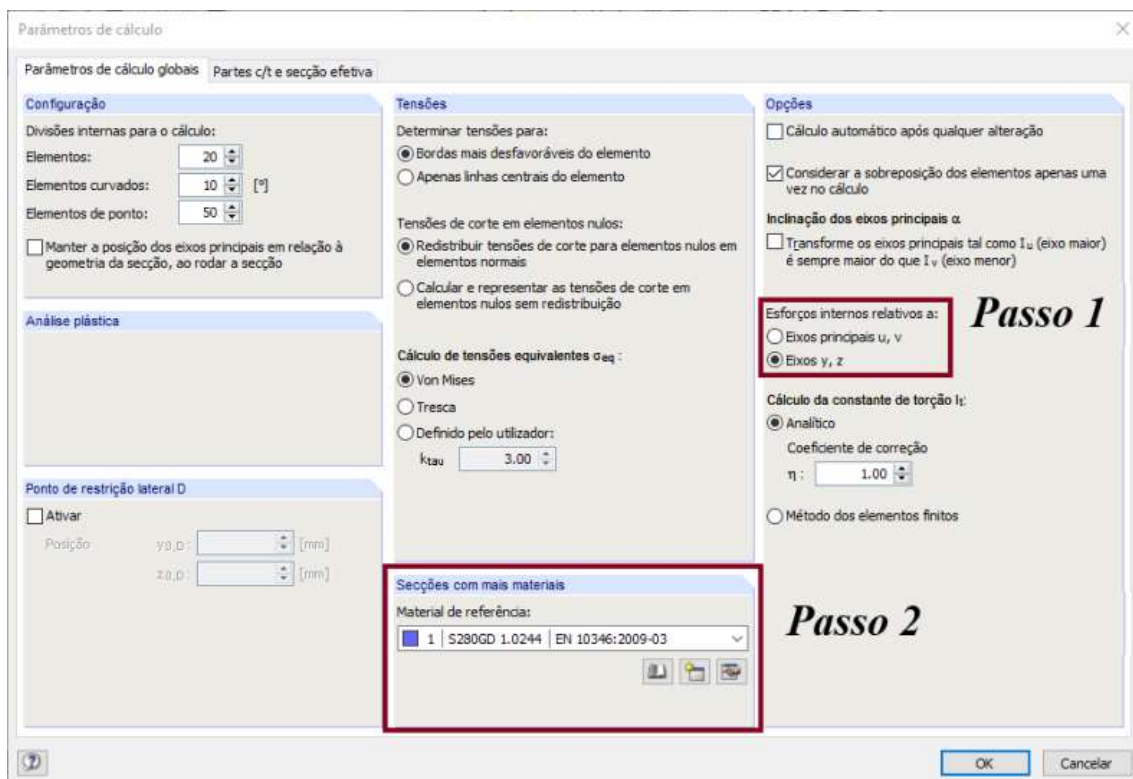 Parâmetros de cálculo
Parâmetros de cálculo globais
Partes c/t e secção efetiva
Configuração
Divisões internas para o cálculo:
Elementos:
20
Elementos curvados:
10
[°]
Elementos de ponto:
50
Manter a posição dos eixos principais em relação à
geometria da secção, ao rodar a secção
Análise plástica
Ponto de restrição lateral D
Ativar
Posição
y0,D:
[mm]
z0,D:
[mm]
Tensões
Determinar tensões para:
Bordas mais desfavoráveis do elemento
Apenas linhas centrais do elemento
Tensões de corte em elementos nulos:
Redistribuir tensões de corte para elementos nulos em
elementos normais
Calcular e representar as tensões de corte em
elementos nulos sem redistribuição
Cálculo de tensões equivalentes σeq :
Von Mises
Tresca
Definido pelo utilizador:
ktau
3.00
Secções com mais materiais
Material de referência:
1 | S280GD 1.0244 | EN 10346:2009-03
Opções
Cálculo automático após qualquer alteração
Considerar a sobreposição dos elementos apenas uma
vez no cálculo
Inclinação dos eixos principais α
Transforme os eixos principais tal como Iu (eixo maior)
é sempre maior do que Iv (eixo menor)
Esforços internos relativos a:
Eixos principais u, v
Eixos y, z
Passo 1
Cálculo da constante de torção It:
Analítico
Coeficiente de correção
η :
1.00
Método dos elementos finitos
Passo 2
OK
Cancelar